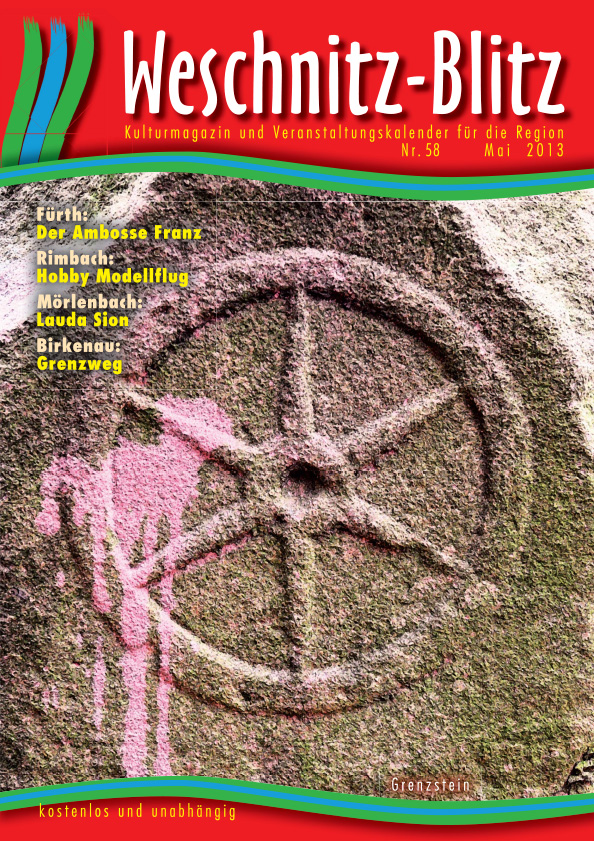 Weschnitz-Blitz
Kulturmagazin und Veranstaltungskalender für die Region
Nr. 58 Mai 2013
Fürth:
Der Ambosse Franz
Rimbach:
Hobby Modellflug
Mörlenbach:
Lauda Sion
Birkenau:
Grenzweg
Grenzstein
kostenlos und unabhängig